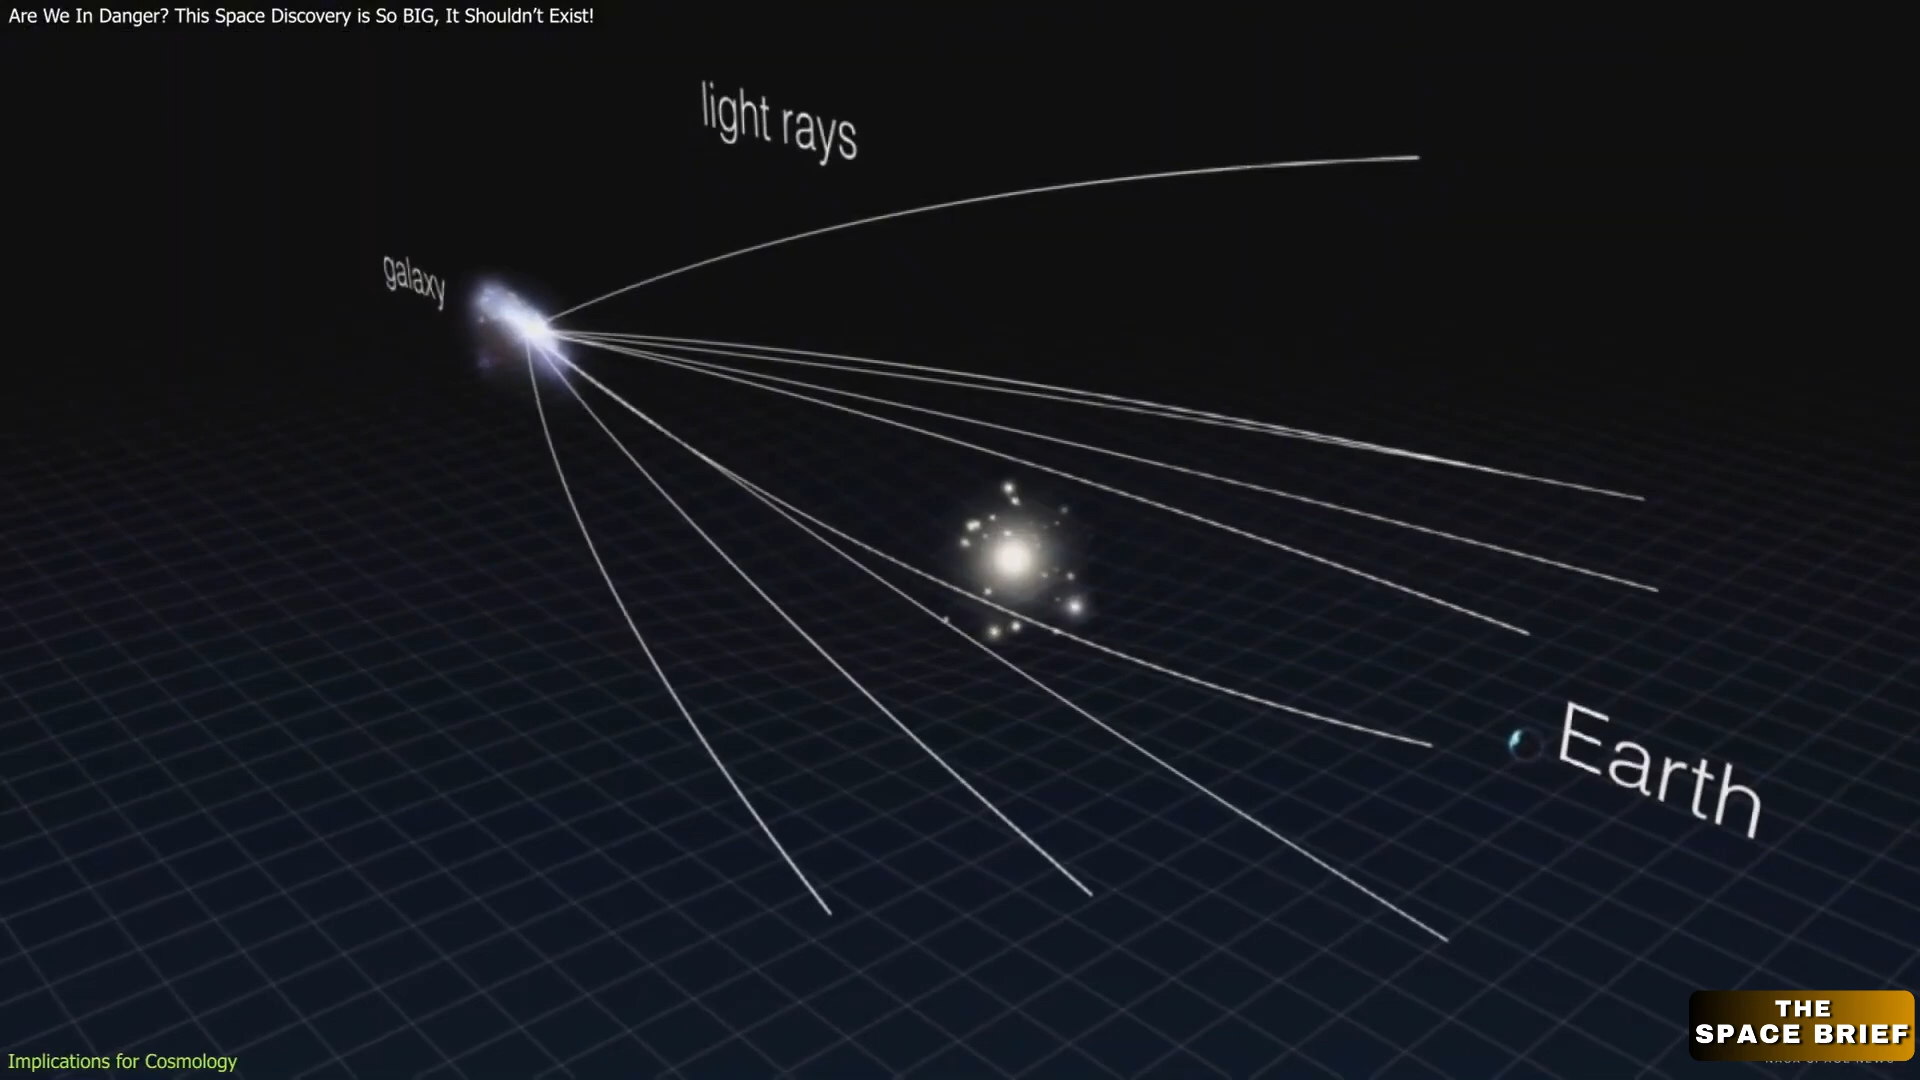 Are We In Danger? This Space Discovery is So BIG, It Shouldn't Exist!
light rays
galaxy
Earth
THE
SPACE BRIEF
Implications for Cosmology